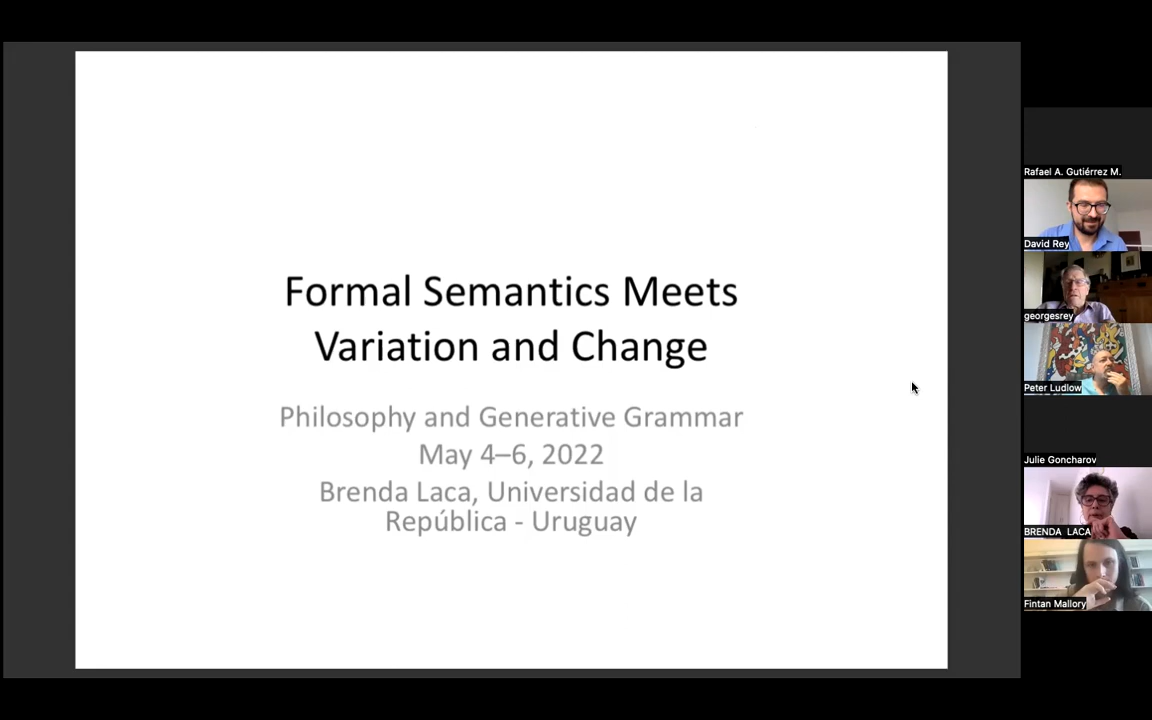 Formal Semantics Meets
Variation and Change
Philosophy and Generative Grammar
May 4–6, 2022
Brenda Laca, Universidad de la
República - Uruguay
Rafael A. Gutiérrez M.
David Rey
georgesrey
Peter Ludlow
Julie Goncharov
BRENDA LACA
Fintan Mallory